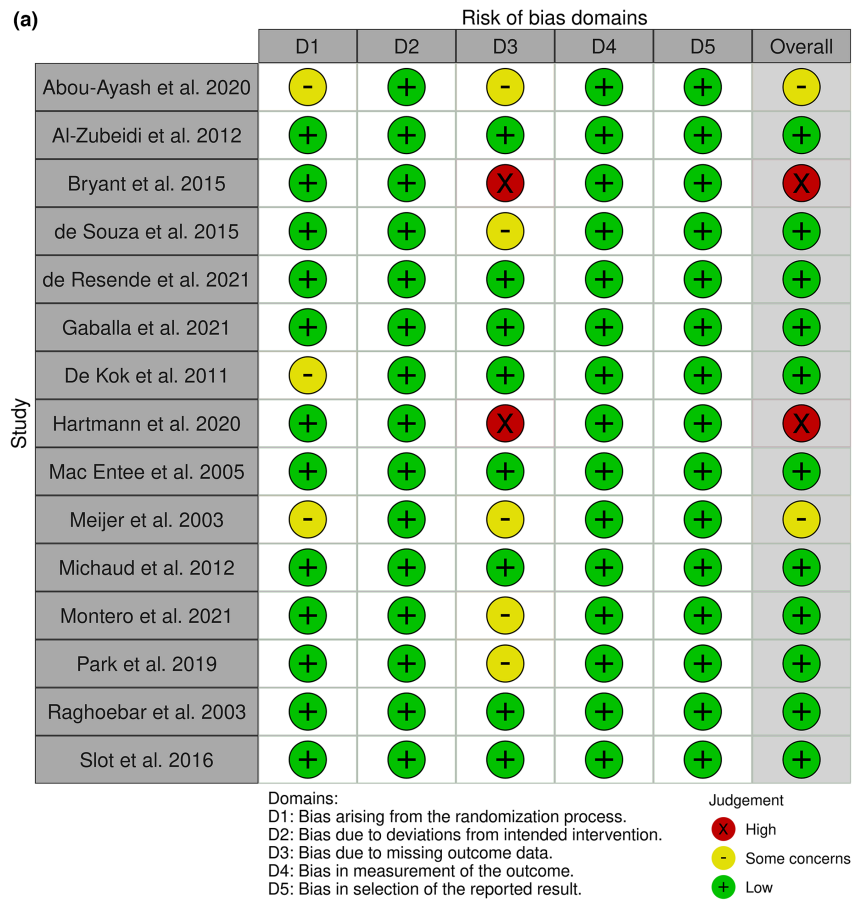 (a)
Risk of bias domains
D1 D2 D3 D4 D5 Overall
Study
Abou-Ayash et al. 2020 - + - + + -
Al-Zubeidi et al. 2012 + + + + + +
Bryant et al. 2015 + + X + + X
de Souza et al. 2015 + + - + + +
de Resende et al. 2021 + + + + + +
Gaballa et al. 2021 + + + + + +
De Kok et al. 2011 - + + + + +
Hartmann et al. 2020 + + X + + X
Mac Entee et al. 2005 + + + + + +
Meijer et al. 2003 - + - + + -
Michaud et al. 2012 + + + + + +
Montero et al. 2021 + + - + + +
Park et al. 2019 + + - + + +
Raghoebar et al. 2003 + + + + + +
Slot et al. 2016 + + + + + +
Domains:
D1: Bias arising from the randomization process.
D2: Bias due to deviations from intended intervention.
D3: Bias due to missing outcome data.
D4: Bias in measurement of the outcome.
D5: Bias in selection of the reported result.
Judgement
X High
- Some concerns
+ Low